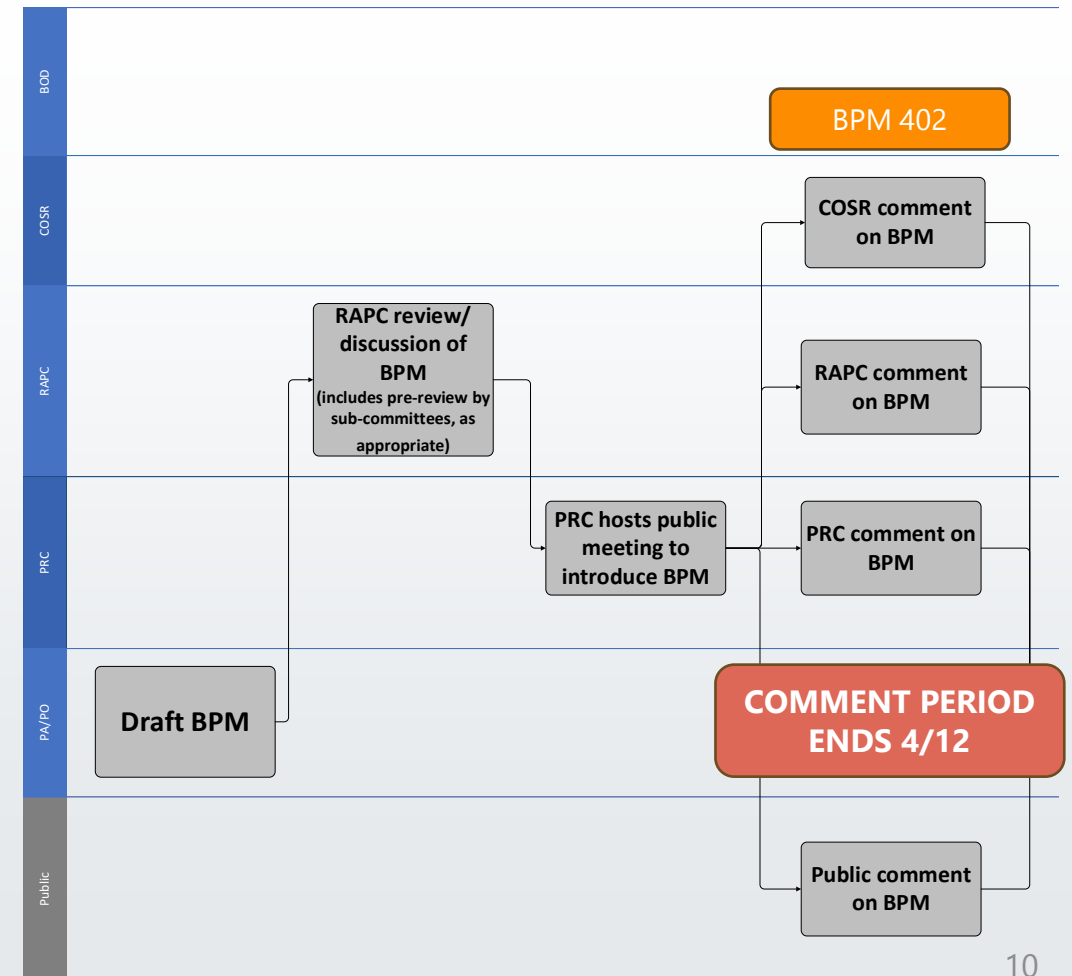 BOD
BPM 402
COSR
COSR comment
on BPM
RAPC
RAPC review/
discussion of
BPM
(includes pre-review by
sub-committees, as
appropriate)
RAPC comment
on BPM
PRC
PRC hosts public
meeting to
introduce BPM
PRC comment on
BPM
PA/PO
Draft BPM
COMMENT PERIOD
ENDS 4/12
Public
Public comment
on BPM
10